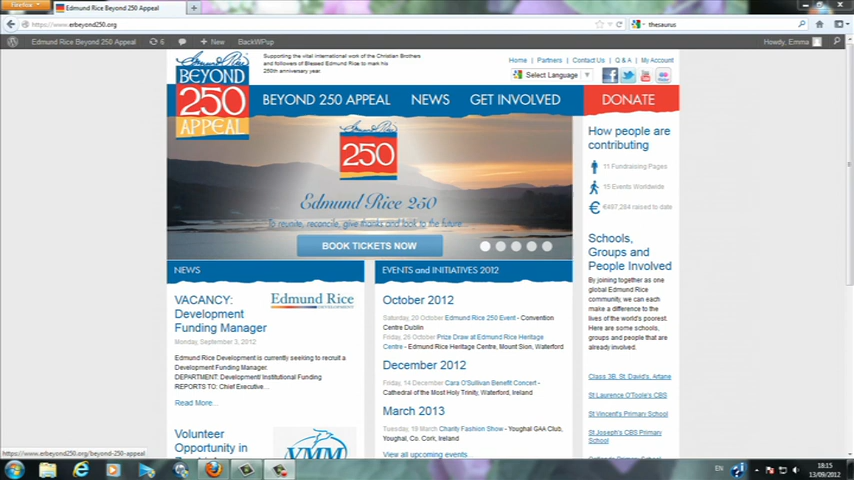 Firefox
Edmund Rice Beyond 250 Appeal
https://www.erbeyond250.org
thesaurus
Edmund Rice Beyond 250 Appeal 6 + New BackWPup Howdy, Emma
Supporting the vital international work of the Christian Brothers
and followers of Blessed Edmund Rice to mark his
250th anniversary year.
Home | Partners | Contact Us | Q & A | My Account
Select Language
Edmund Rice
BEYOND
250
APPEAL
BEYOND 250 APPEAL NEWS GET INVOLVED DONATE
250
Edmund Rice 250
To reunite, reconcile, give thanks and look to the future
BOOK TICKETS NOW
How people are
contributing
11 Fundraising Pages
15 Events Worldwide
€497,284 raised to date
Schools,
Groups and
People Involved
By joining together as one
global Edmund Rice
community, we can each
make a difference to the
lives of the world's poorest.
Here are some schools,
groups and people that are
already involved.
Class 3B, St. David's, Artane
St Laurence O'Toole's CBS
St Vincent's Primary School
St Joseph's CBS Primary
School
NEWS
VACANCY:
Development
Funding Manager
Edmund Rice
Monday, September 3, 2012
Edmund Rice Development is currently seeking to recruit a
Development Funding Manager.
DEPARTMENT: Development Institutional Funding
REPORTS TO: Chief Executive...
Read More...
Volunteer
Opportunity in
VMM
EVENTS and INITIATIVES 2012
October 2012
Saturday, 20 October Edmund Rice 250 Event - Convention
Centre Dublin
Friday, 26 October Prize Draw at Edmund Rice Heritage
Centre - Edmund Rice Heritage Centre, Mount Sion, Waterford
December 2012
Friday, 14 December Cara O'Sullivan Benefit Concert -
Cathedral of the Most Holy Trinity, Waterford, Ireland
March 2013
Tuesday, 19 March Charity Fashion Show - Youghal GAA Club,
Youghal, Co. Cork, Ireland
View all upcoming events
https://www.erbeyond250.org/beyond-250-appeal
EN
18:15
13/09/2012